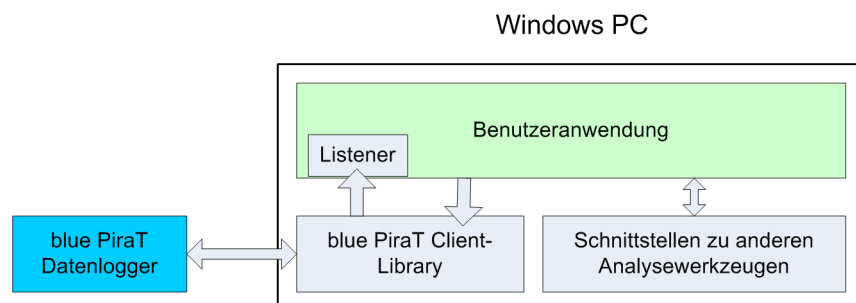 Windows PC
Benutzeranwendung
Listener
blue PiraT
Datenlogger
blue PiraT Client-
Library
Schnittstellen zu anderen
Analysewerkzeugen